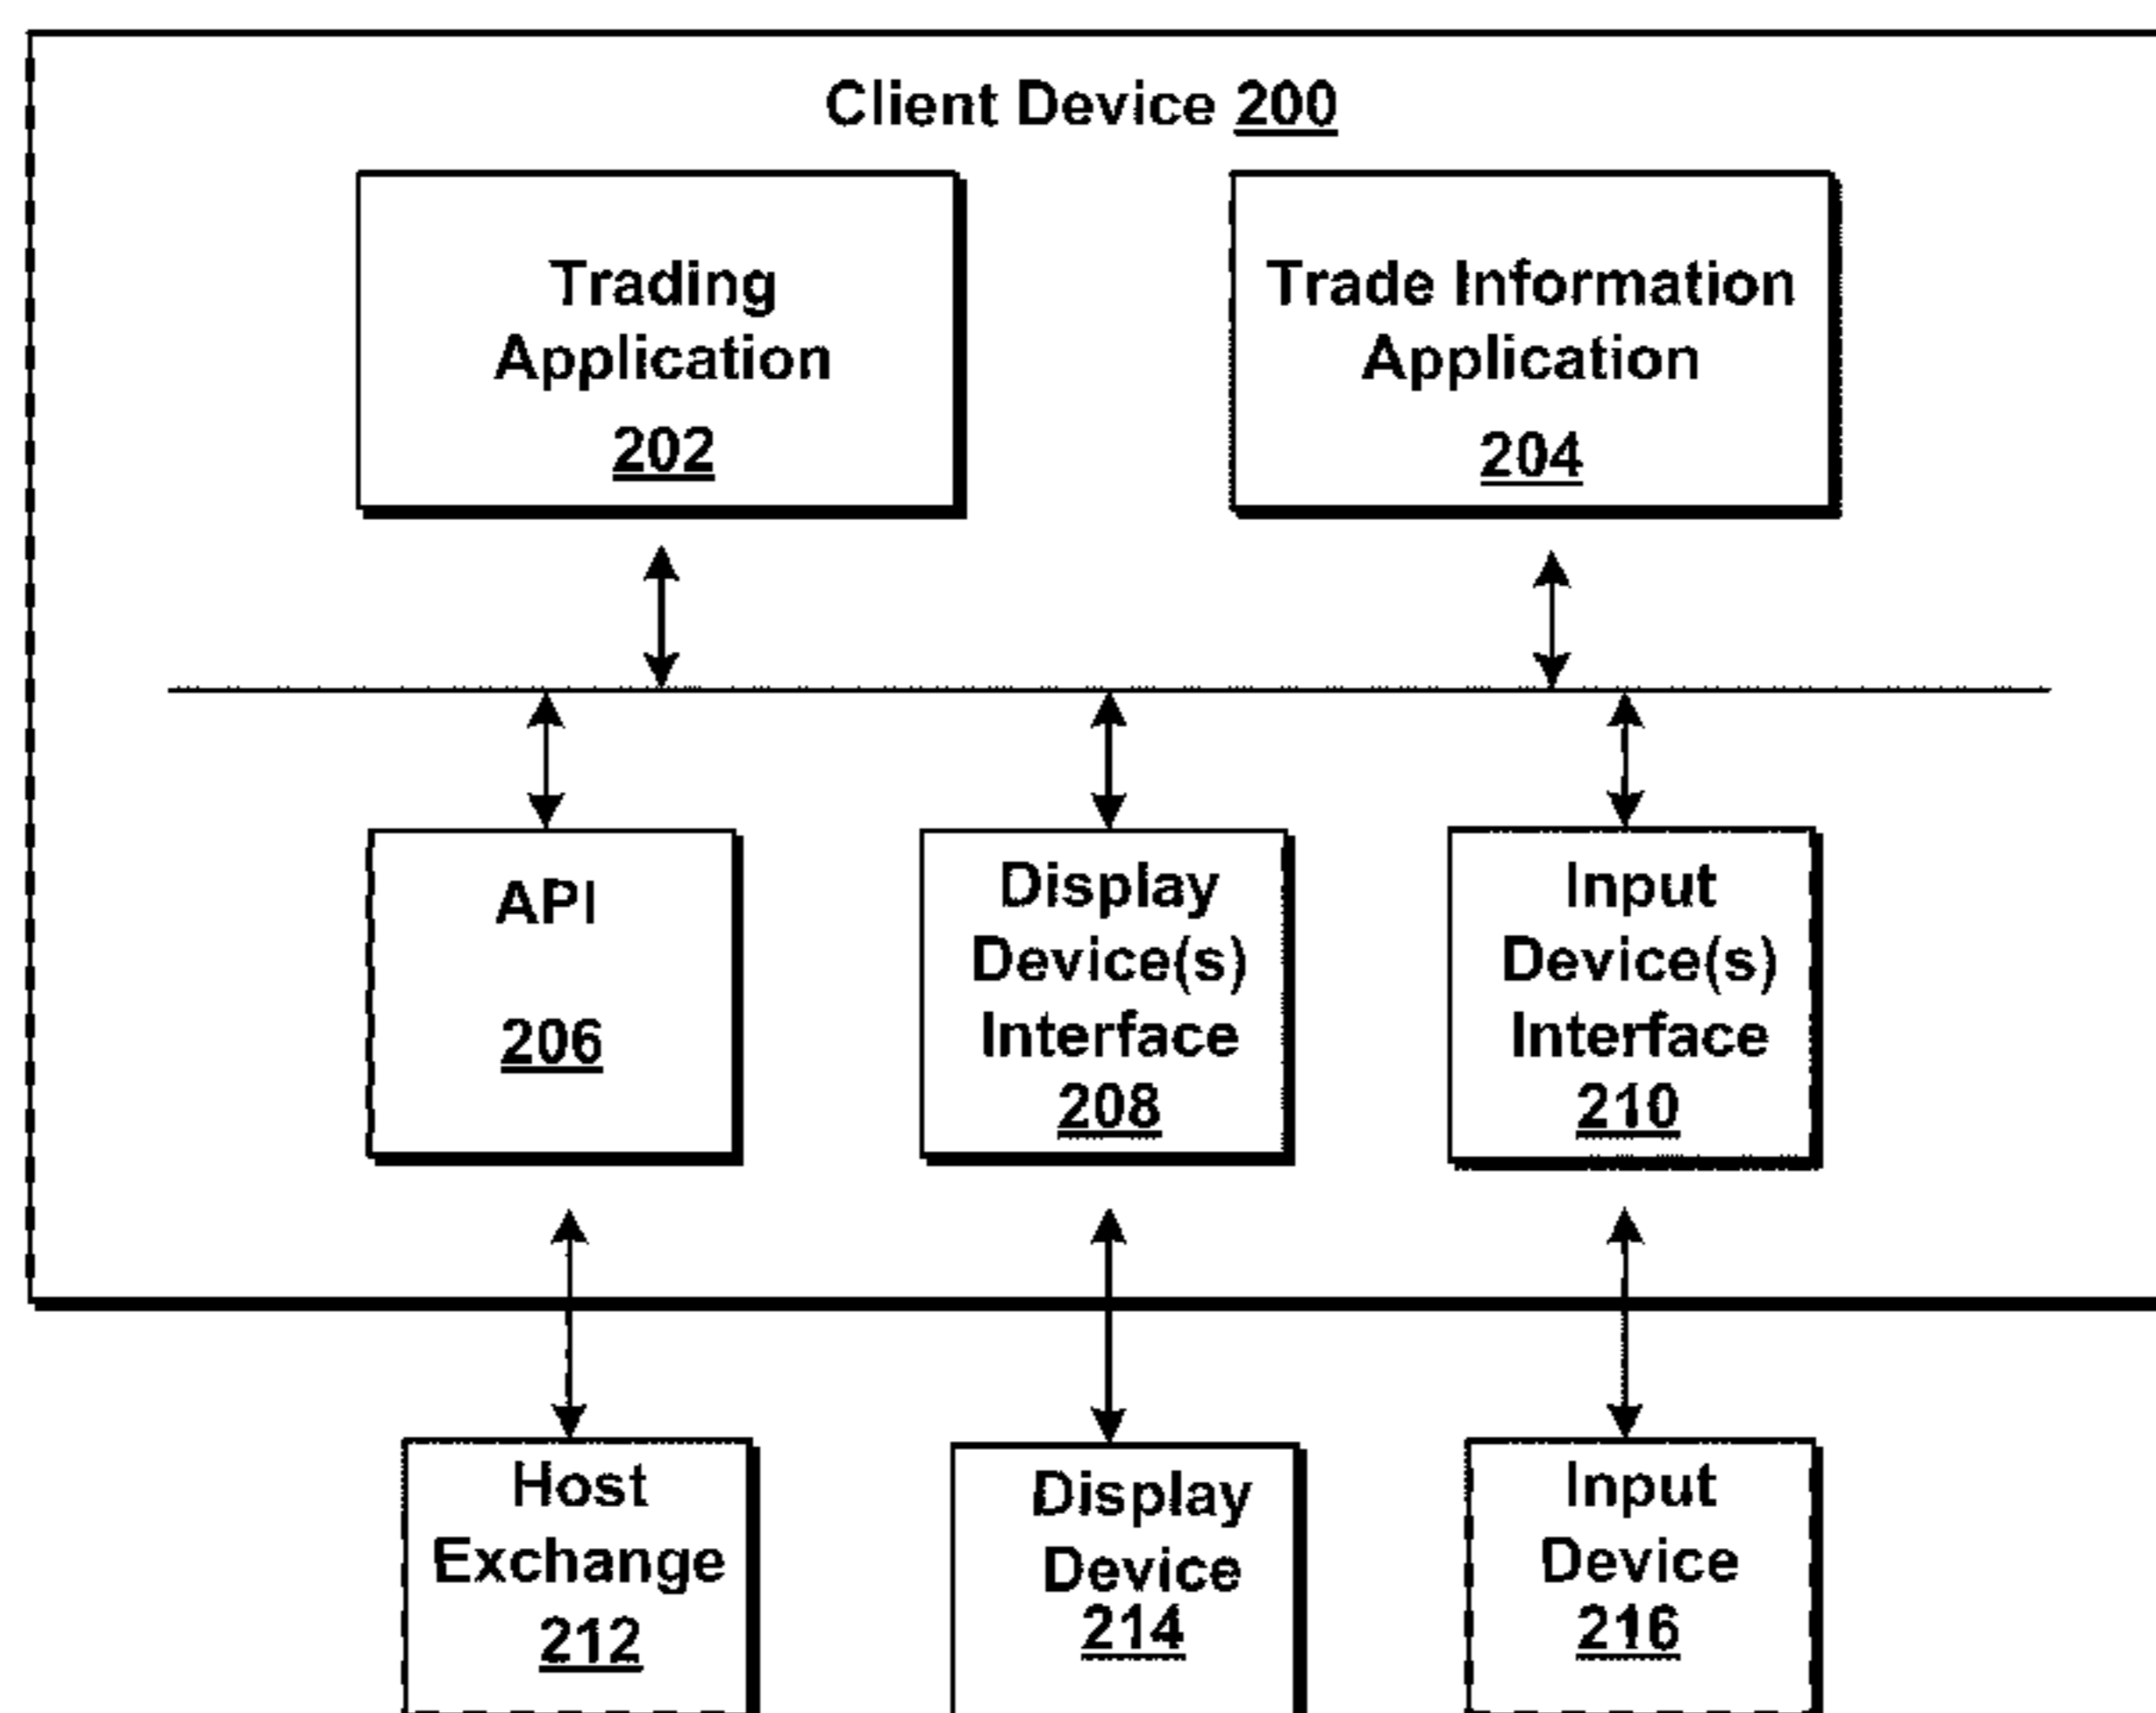 Client Device 200
Trading
Application
202
Trade Information
Application
204
API
206
Display
Device(s)
Interface
208
Input
Device(s)
Interface
210
Host
Exchange
212
Display
Device
214
Input
Device
216